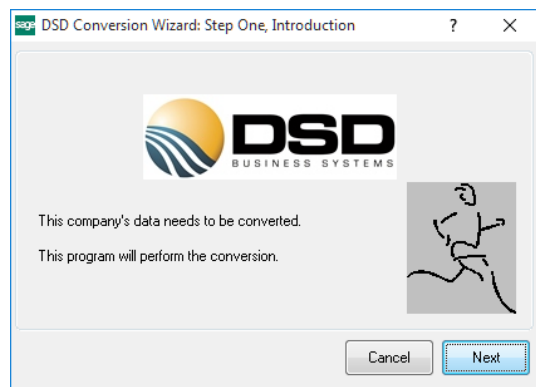 sage DSD Conversion Wizard: Step One, Introduction ? X
DSD
BUSINESS SYSTEMS
This company's data needs to be converted.
This program will perform the conversion.
Cancel Next